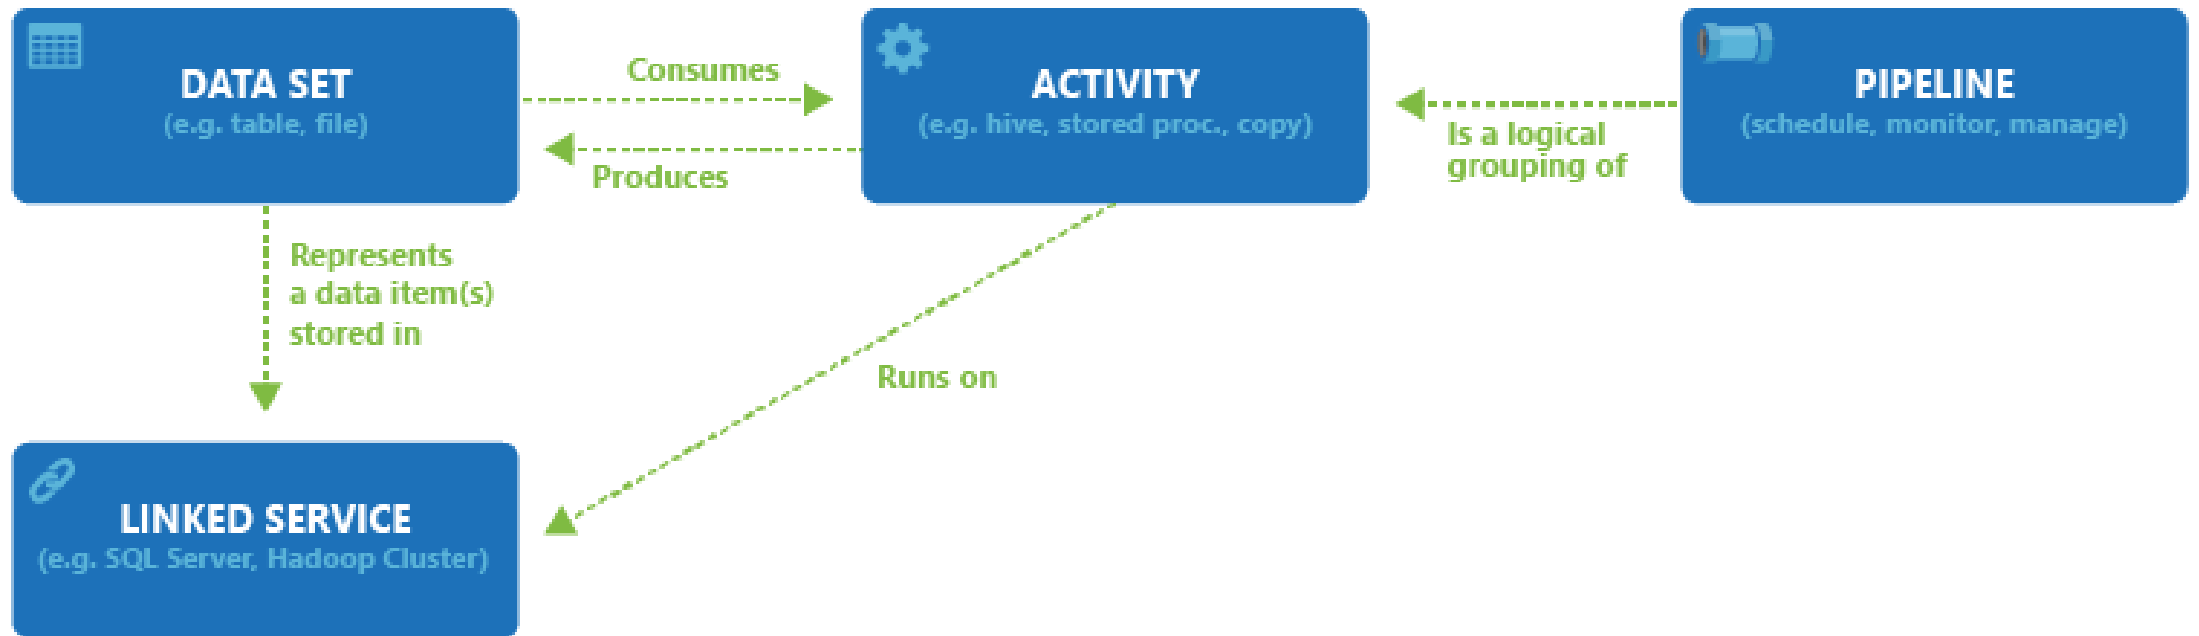 DATA SET
(e.g. table, file)
Consumes
Produces
ACTIVITY
(e.g. hive, stored proc., copy)
Is a logical
grouping of
PIPELINE
(schedule, monitor, manage)
Represents
a data item(s)
stored in
Runs on
LINKED SERVICE
(e.g. SQL Server, Hadoop Cluster)